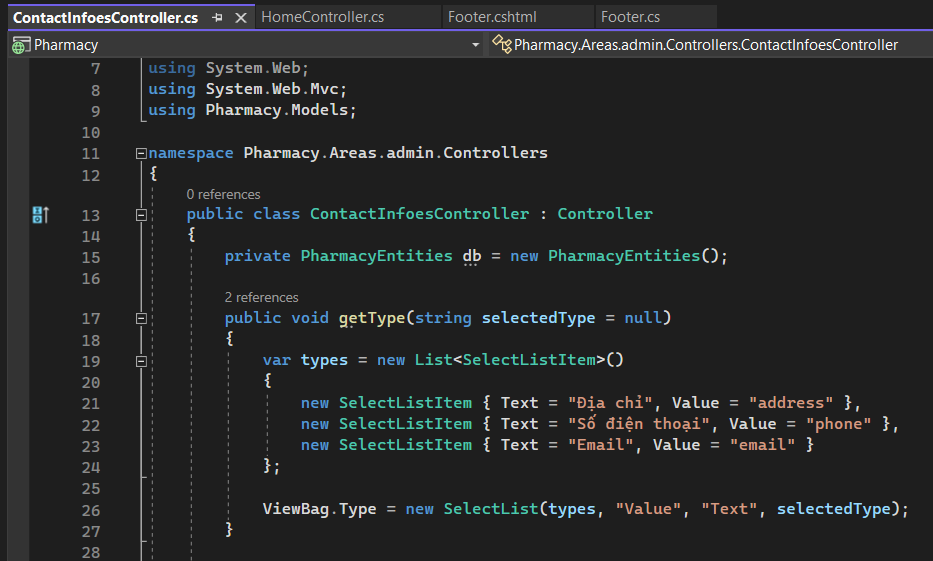 ContactInfoesController.cs HomeController.cs Footer.cshtml Footer.cs
Pharmacy Pharmacy.Areas.admin.Controllers.ContactInfoesController
7 using System.Web;
8 using System.Web.Mvc;
9 using Pharmacy.Models;
10
11 namespace Pharmacy.Areas.admin.Controllers
12 {
0 references
13 public class ContactInfoesController : Controller
14 {
15 private PharmacyEntities db = new PharmacyEntities();
16
2 references
17 public void getType(string selectedType = null)
18 {
19 var types = new List<SelectListItem>()
20 {
21 new SelectListItem { Text = "Địa chỉ", Value = "address" },
22 new SelectListItem { Text = "Số điện thoại", Value = "phone" },
23 new SelectListItem { Text = "Email", Value = "email" }
24 };
25
26 ViewBag.Type = new SelectList(types, "Value", "Text", selectedType);
27 }
28